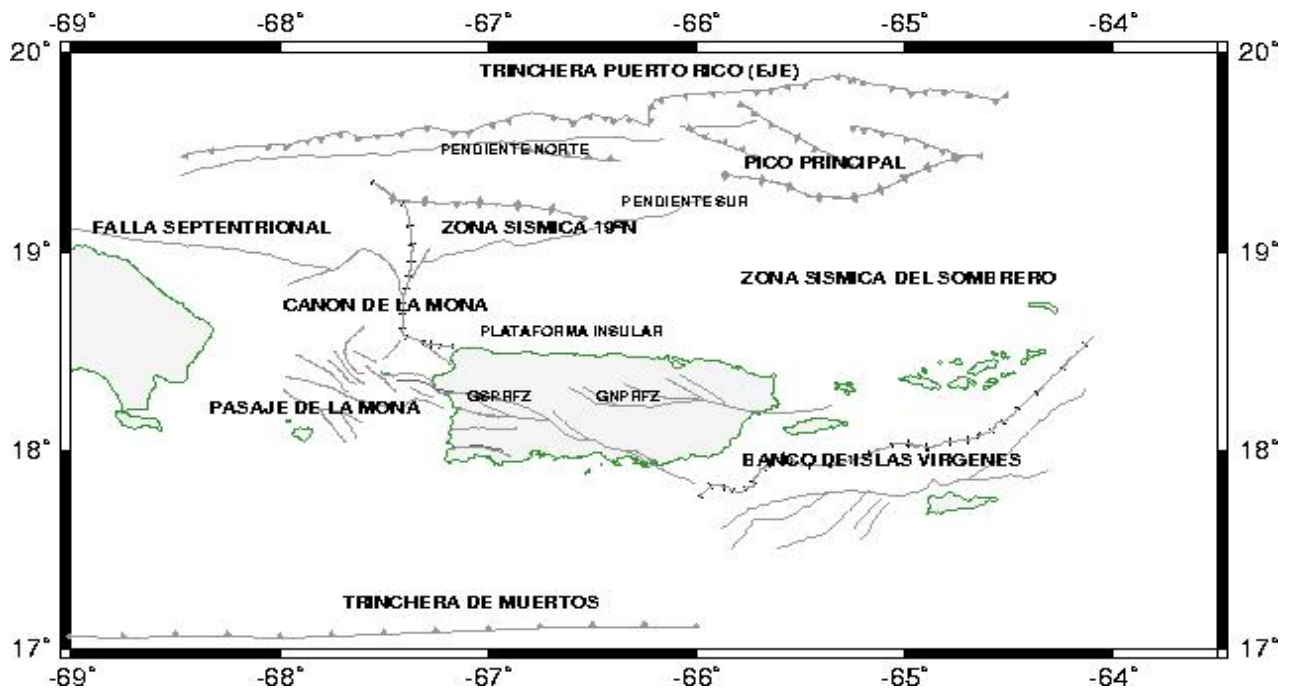 -69° -68° -67° -66° -65° -64°
20° 20°
TRINCHERA PUERTO RICO (EJE)
PENDIENTE NORTE
PICO PRINCIPAL
PENDIENTE SUR
FALLA SEPTENTRIONAL ZONA SISMICA 19°N
19° 19°
ZONA SISMICA DEL SOMBRERO
CANON DE LA MONA
PLATAFORMA INSULAR
GSPRFZ GNPRFZ
PASAJE DE LA MONA
18° 18°
BANCO DE ISLAS VIRGENES
TRINCHERA DE MUERTOS
17° 17°
-69° -68° -67° -66° -65° -64°